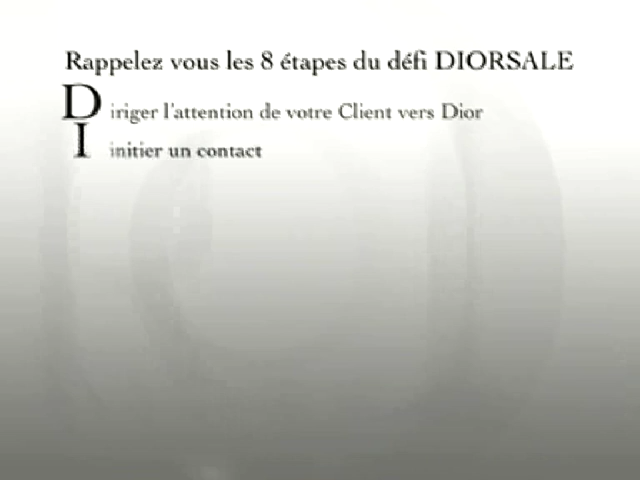 Rappelez vous les 8 étapes du défi DIORSALE
Diriger l'attention de votre Client vers Dior
Initier un contact